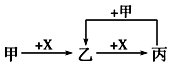 +甲
甲 +X 乙 +X 丙